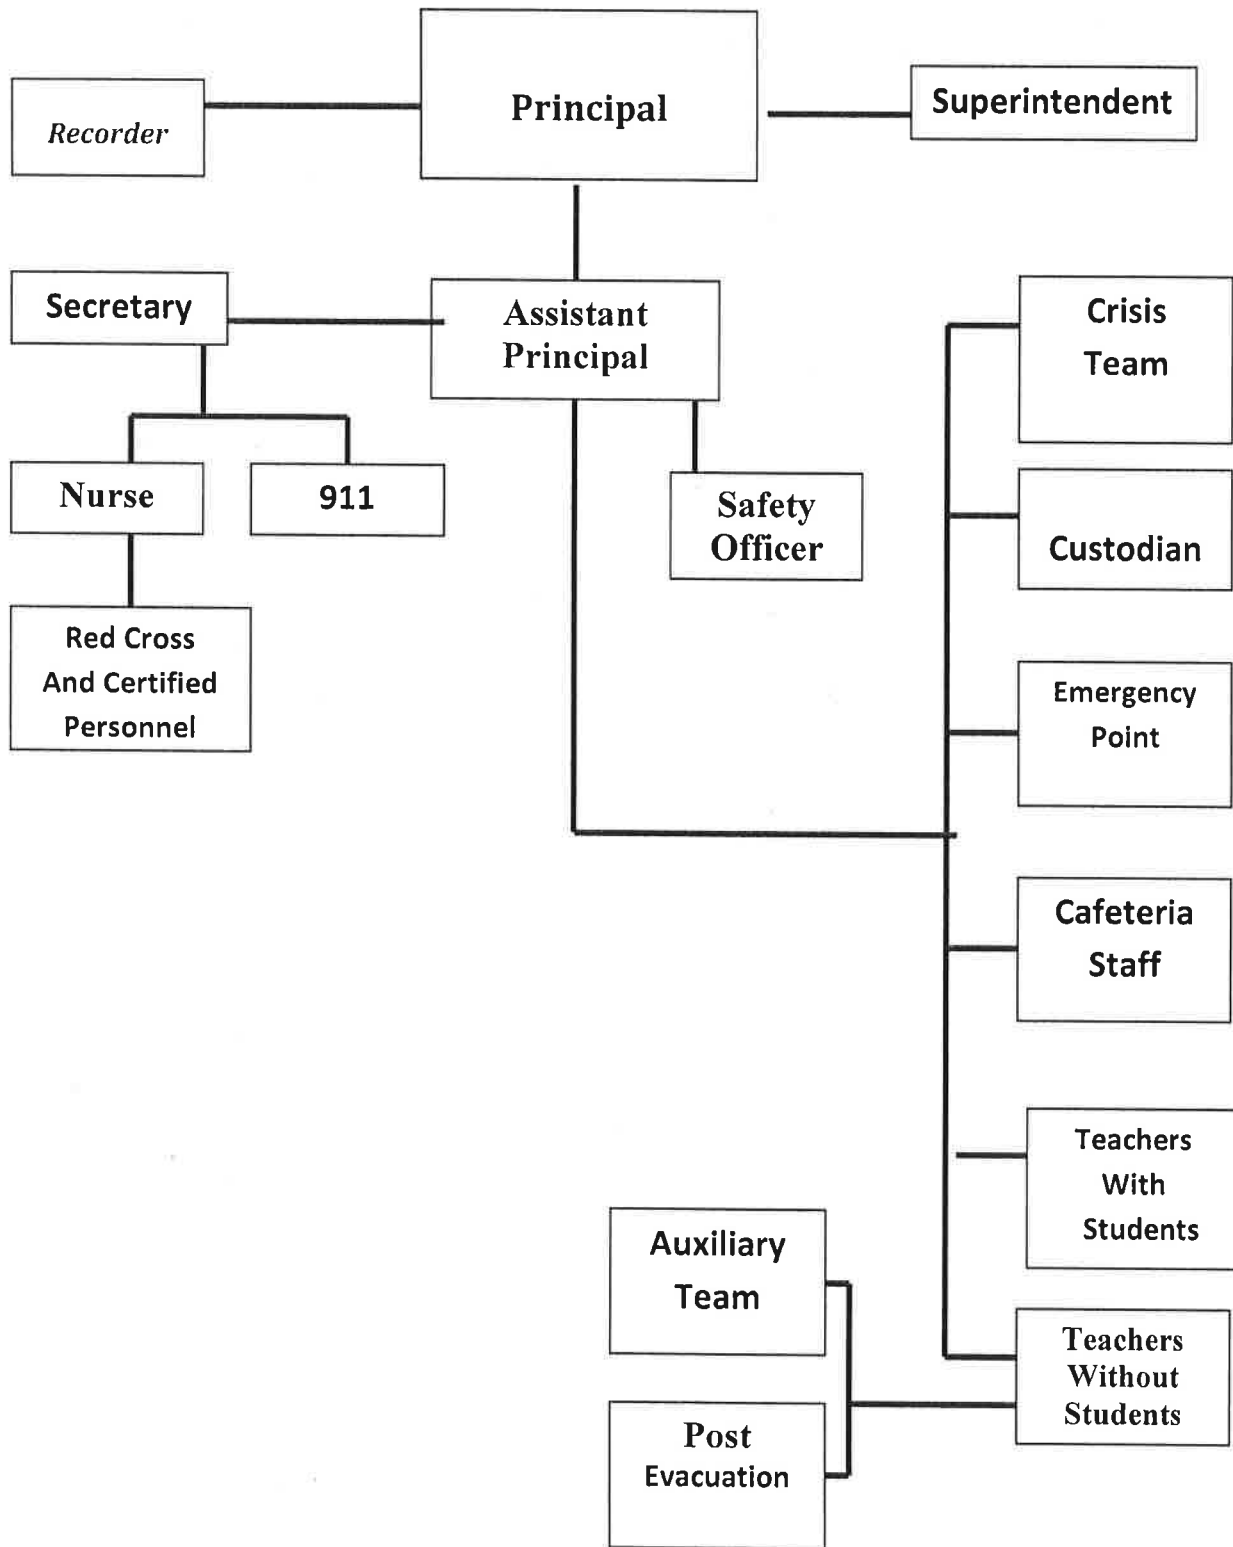 Principal
Recorder
Superintendent
Secretary
Assistant
Principal
Crisis
Team
Nurse
911
Safety
Officer
Custodian
Red Cross
And Certified
Personnel
Emergency
Point
Cafeteria
Staff
Teachers
With
Students
Auxiliary
Team
Teachers
Without
Students
Post
Evacuation